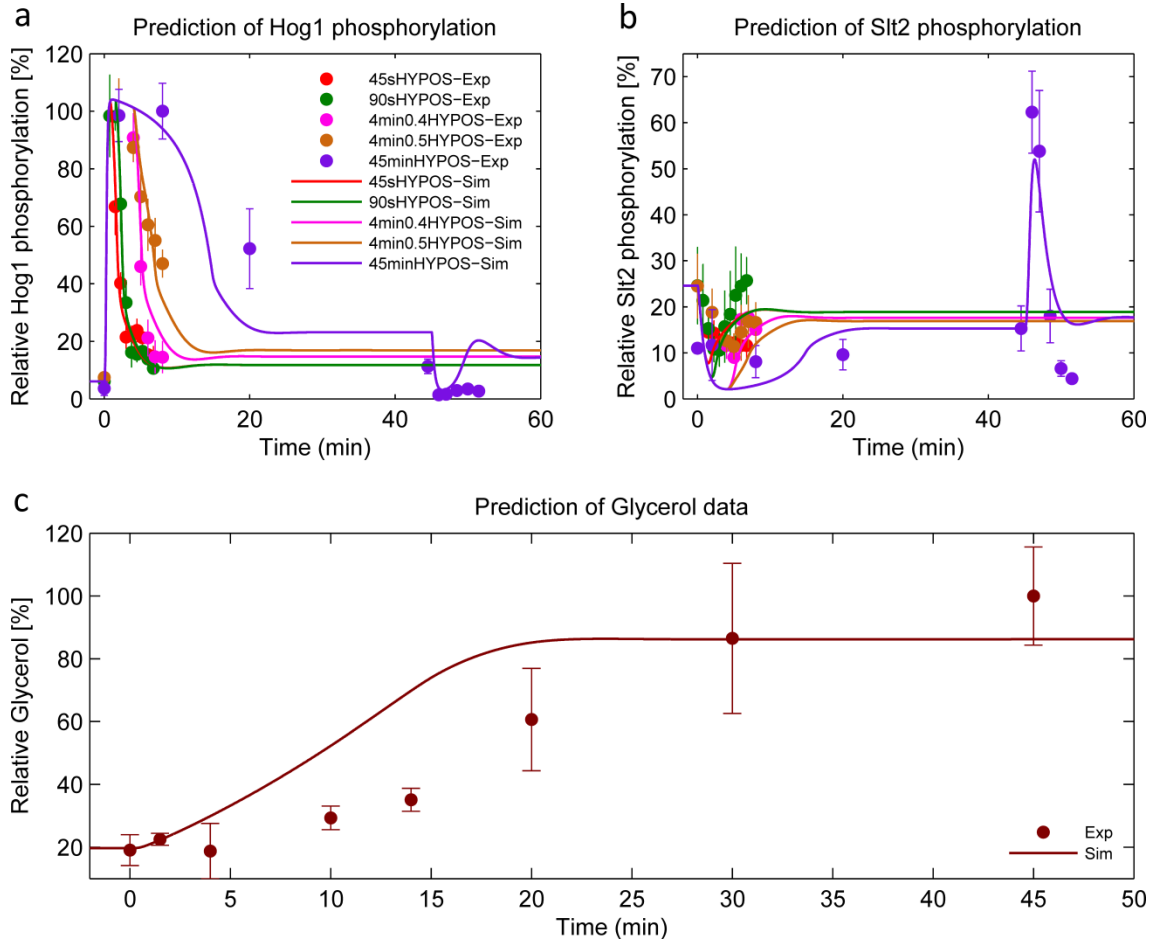 a
Prediction of Hog1 phosphorylation
Relative Hog1 phosphorylation [%]
120
100
80
60
40
20
0
45sHYPOS-Exp
90sHYPOS-Exp
4min0.4HYPOS-Exp
4min0.5HYPOS-Exp
45minHYPOS-Exp
45sHYPOS-Sim
90sHYPOS-Sim
4min0.4HYPOS-Sim
4min0.5HYPOS-Sim
45minHYPOS-Sim
0 20 40 60
Time (min)
b
Prediction of Slt2 phosphorylation
Relative Slt2 phosphorylation [%]
70
60
50
40
30
20
10
0
0 20 40 60
Time (min)
c
Prediction of Glycerol data
Relative Glycerol [%]
120
100
80
60
40
20
Exp
Sim
0 5 10 15 20 25 30 35 40 45 50
Time (min)